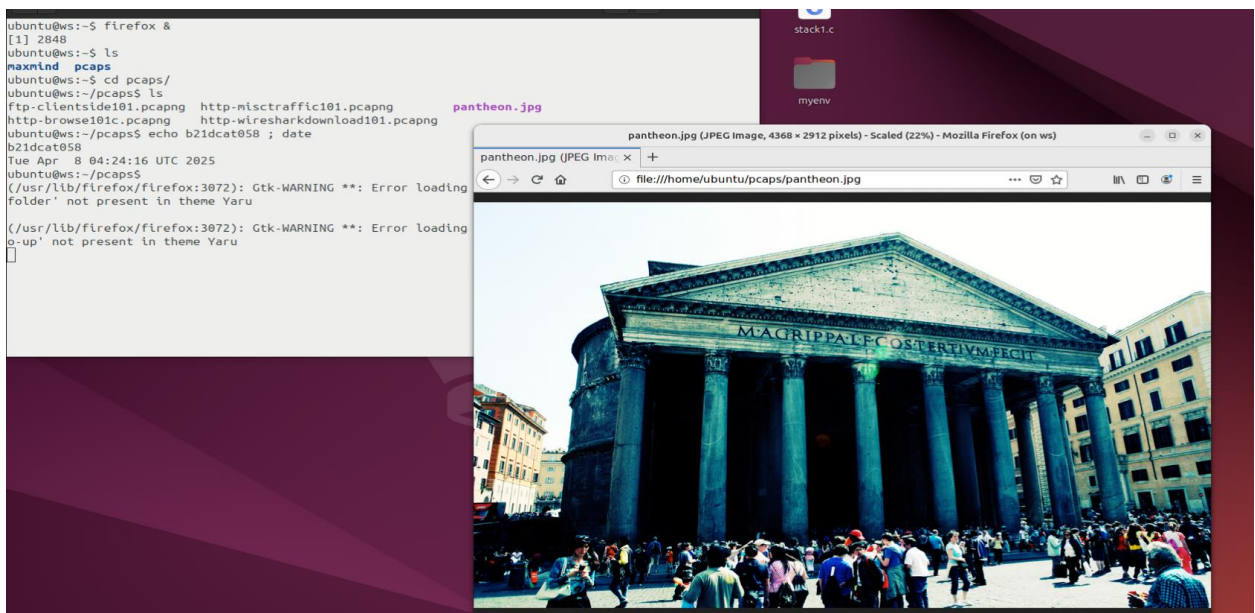 ubuntu@ws:~$ firefox &
[1] 2848
ubuntu@ws:~$ ls
maxmind pcaps
ubuntu@ws:~$ cd pcaps/
ubuntu@ws:~/pcaps$ ls
ftp-clientside101.pcapng http-misctraffic101.pcapng pantheon.jpg
http-browse101c.pcapng http-wiresharkdownload101.pcapng
ubuntu@ws:~/pcaps$ echo b21dcat058 ; date
b21dcat058
Tue Apr 8 04:24:16 UTC 2025
ubuntu@ws:~/pcaps$
(/usr/lib/firefox/firefox:3072): Gtk-WARNING **: Error loading
folder' not present in theme Yaru
(/usr/lib/firefox/firefox:3072): Gtk-WARNING **: Error loading
o-up' not present in theme Yaru
stack1.c
myenv
pantheon.jpg (JPEG Image, 4368 × 2912 pixels) - Scaled (22%) - Mozilla Firefox (on ws)
pantheon.jpg (JPEG Ima
file:///home/ubuntu/pcaps/pantheon.jpg
M·AGRIPPA·L·F·COS·TERTIVM·FECIT